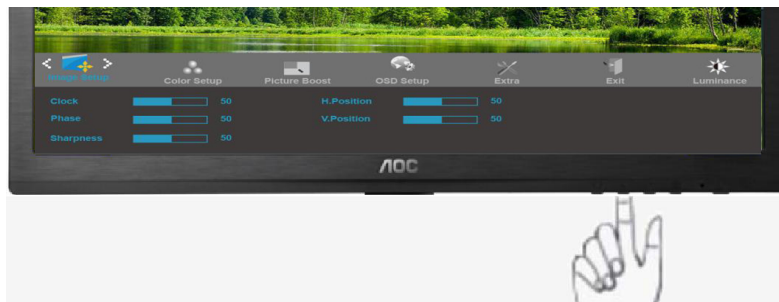 Image Setup
Color Setup
Picture Boost
OSD Setup
Extra
Exit
Luminance
Clock 50 H.Position 50
Phase 50 V.Position 50
Sharpness 50
AOC